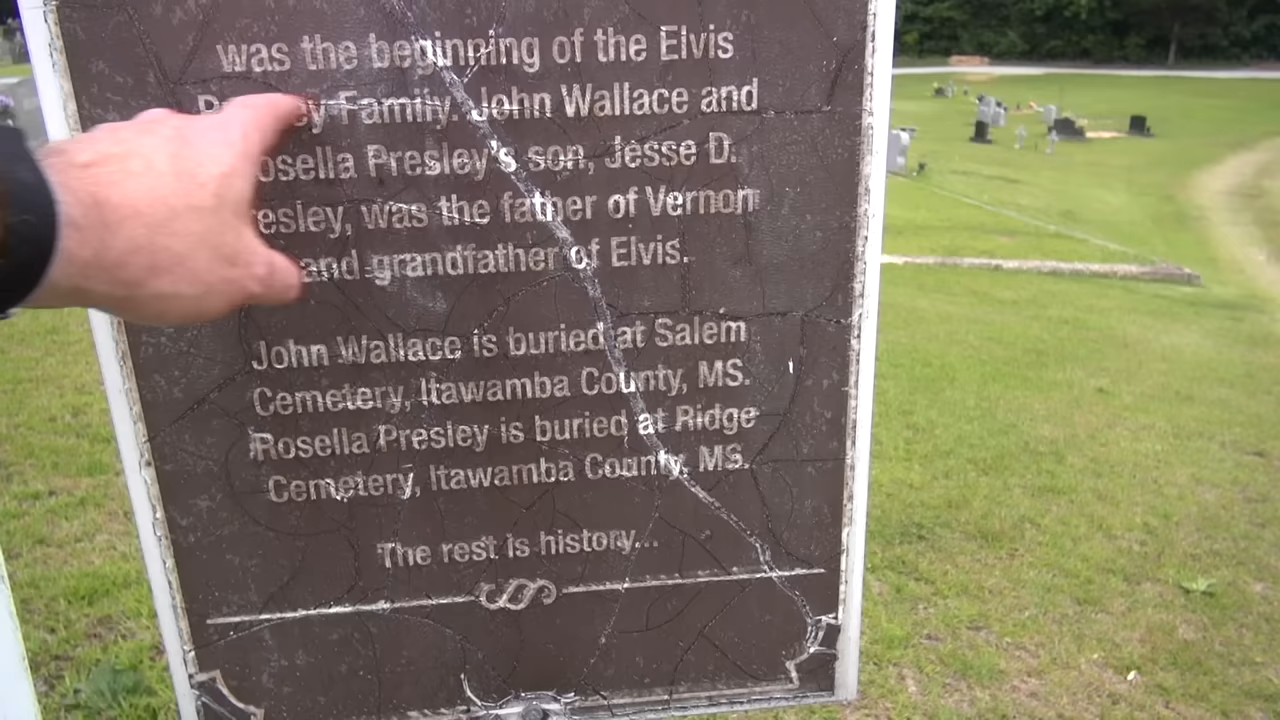 was the beginning of the Elvis
Family. John Wallace and
osella Presley's son, Jesse D.
resley, was the father of Vernon
and grandfather of Elvis.
John Wallace is buried at Salem
Cemetery, Itawamba County, MS.
Rosella Presley is buried at Ridge
Cemetery, Itawamba County, MS.
The rest is history...